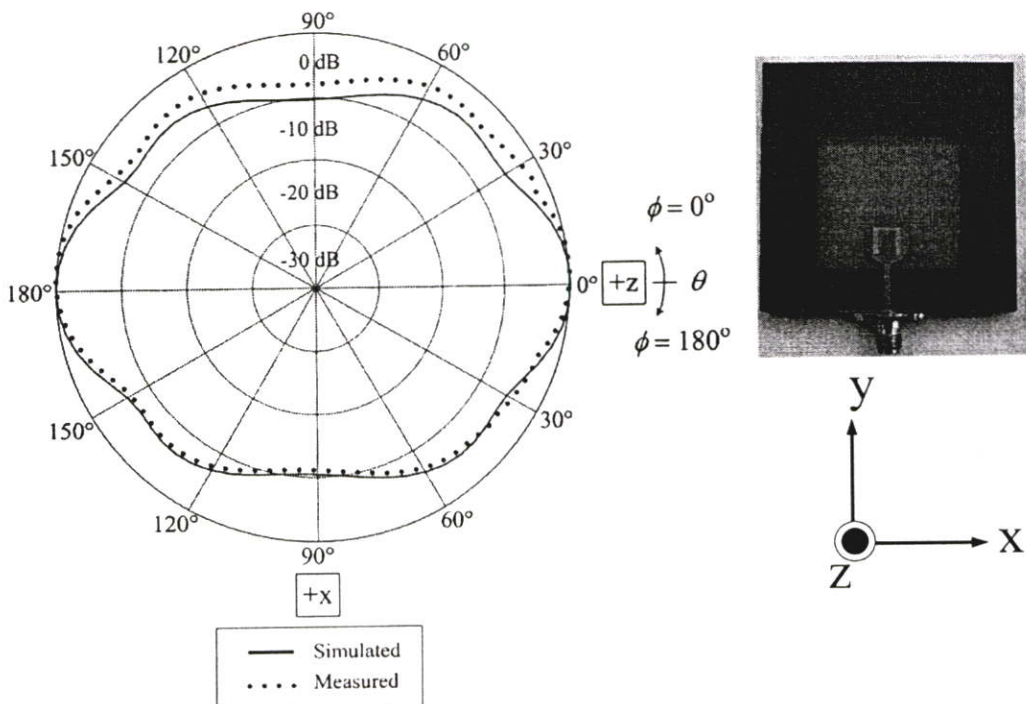 90°
120°
0 dB
60°
-10 dB
150°
30°
-20 dB
ϕ = 0°
-30 dB
180°
0°
+z
θ
ϕ = 180°
150°
30°
y
120°
60°
90°
X
Z
+x
Simulated
Measured